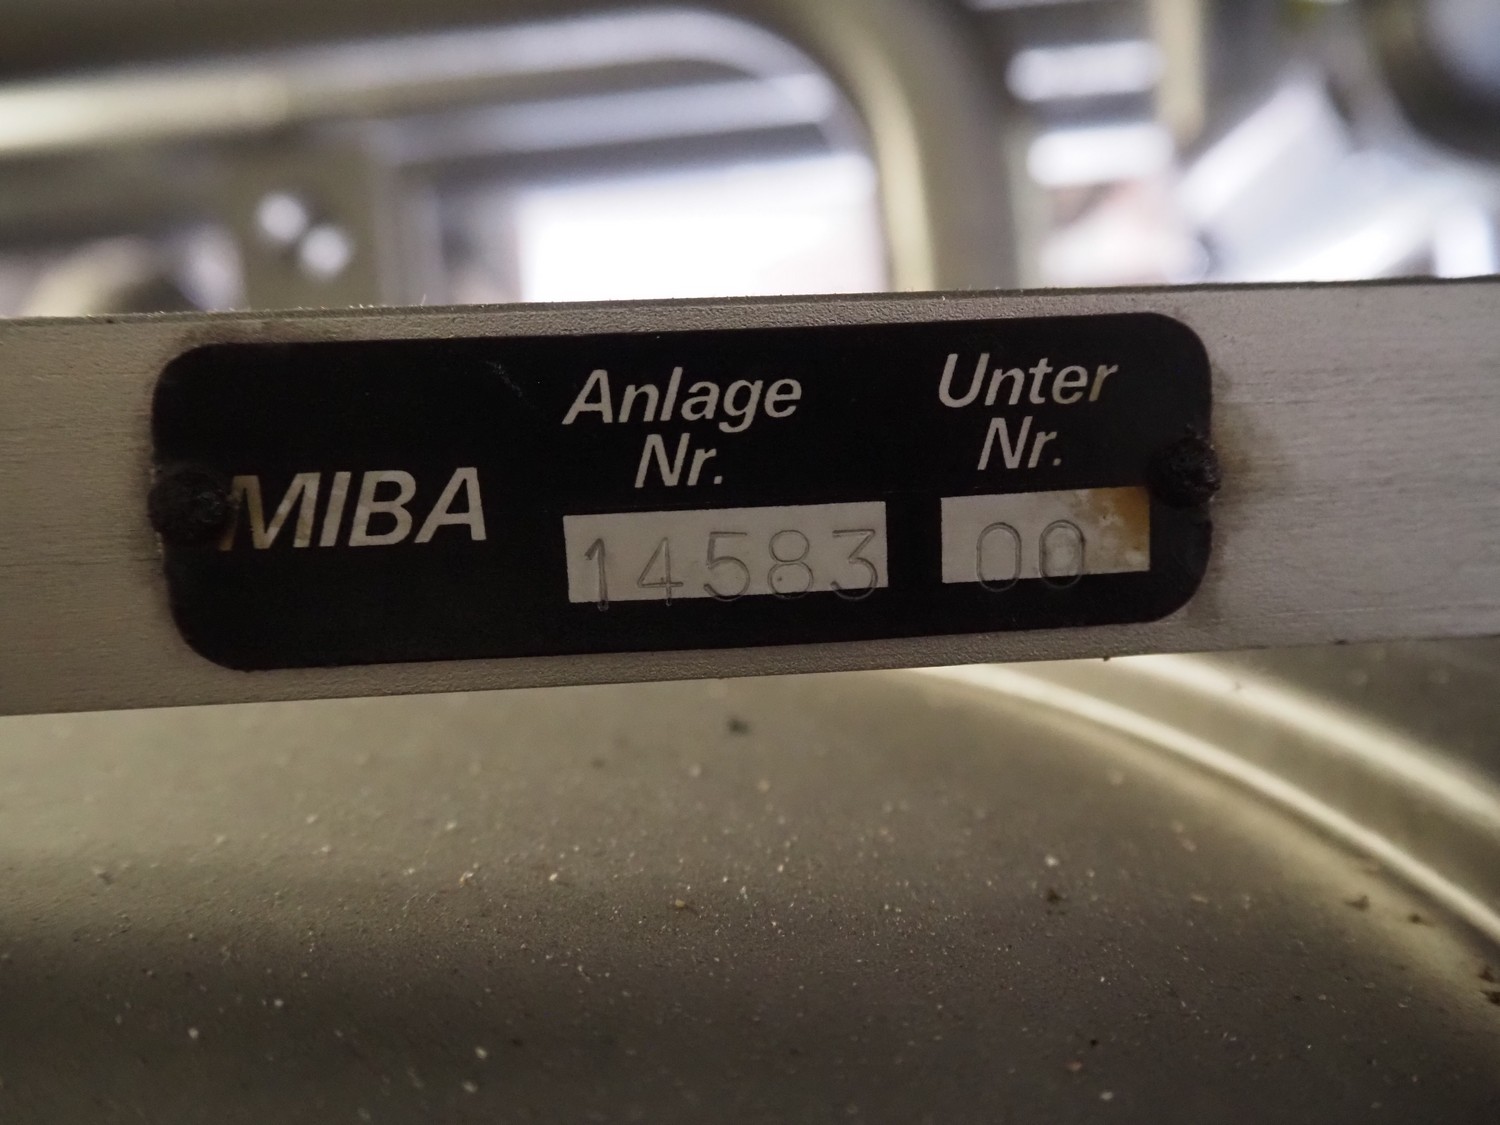 MIBA
Anlage
Nr.
14583
Unter
Nr.
00